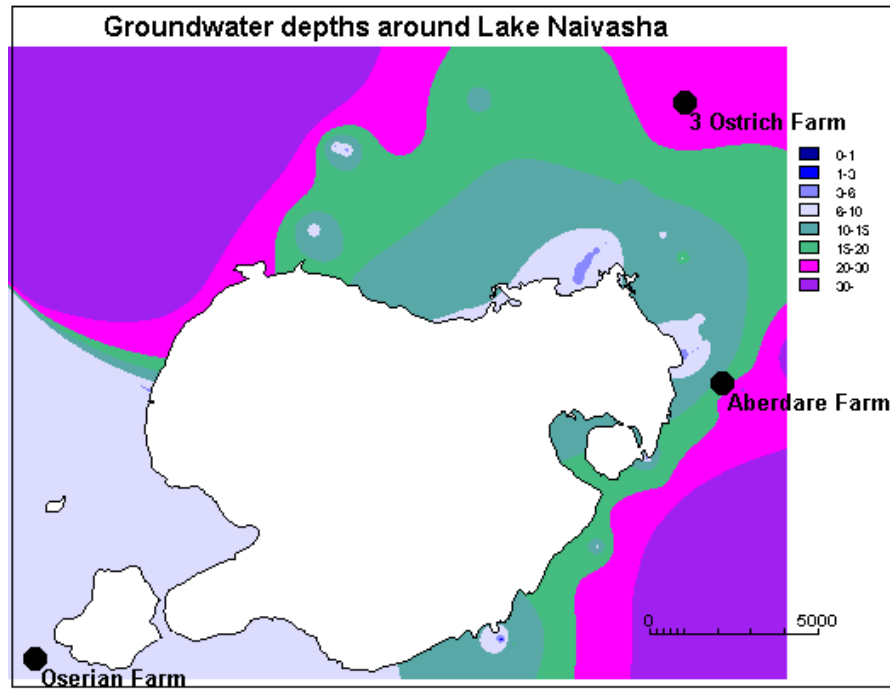 Groundwater depths around Lake Naivasha
3 Ostrich Farm
0-1
1-3
3-6
6-10
10-15
15-20
20-30
30-
Aberdare Farm
0 5000
Oserian Farm